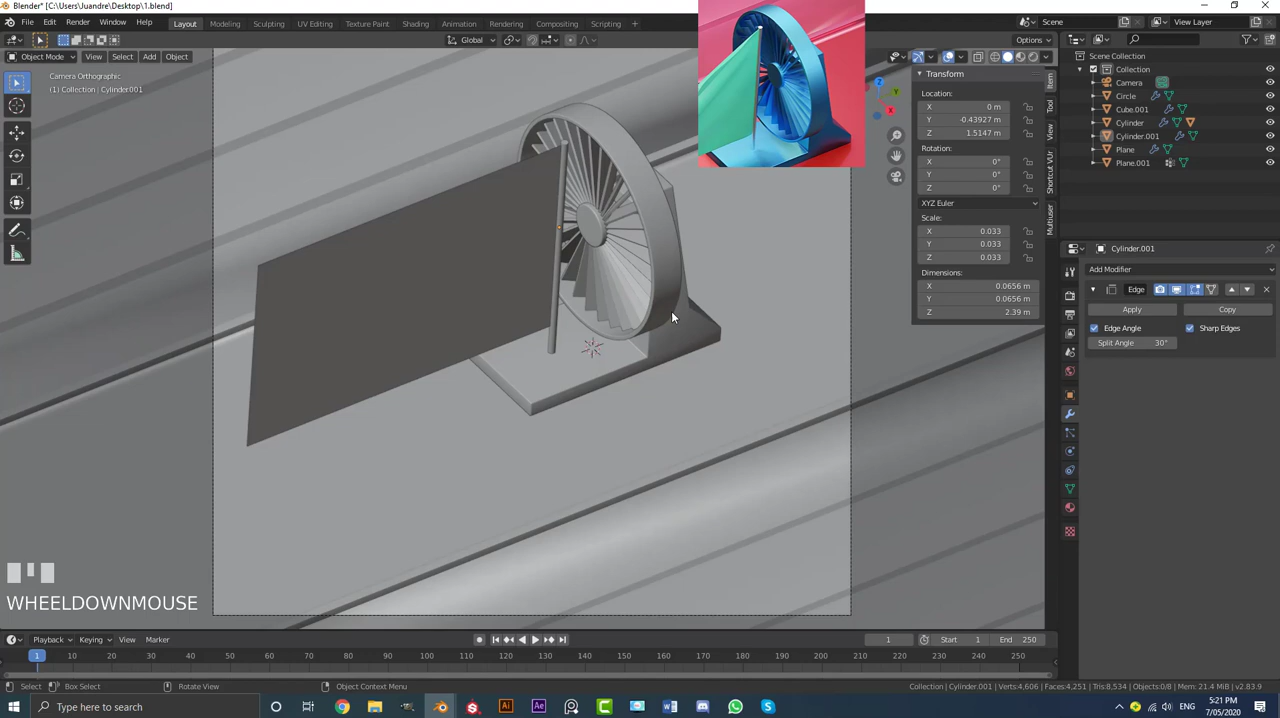 Blender* [C:\Users\Juandre\Desktop\1.blend]
File Edit Render Window Help
Layout Modeling Sculpting UV Editing Texture Paint Shading Animation Rendering Compositing Scripting +
Scene View Layer
Global Options
Object Mode View Select Add Object
Camera Orthographic
(1) Collection | Cylinder.001
Transform
Location:
X 0 m
Y -0.43927 m
Z 1.5147 m
Rotation:
X 0°
Y 0°
Z 0°
XYZ Euler
Scale:
X 0.033
Y 0.033
Z 0.033
Dimensions:
X 0.0656 m
Y 0.0656 m
Z 2.39 m
Item
Tool
View
Shortcut VUr
Multiuser
Scene Collection
Collection
Camera
Circle
Cube.001
Cylinder
Cylinder.001
Plane
Plane.001
Cylinder.001
Add Modifier
Edge
Apply Copy
Edge Angle Sharp Edges
Split Angle 30°
WHEELDOWNMOUSE
Playback Keying View Marker
1 Start 1 End 250
1 10 20 30 40 50 60 70 80 90 100 110 120 130 140 150 160 170 180 190 200 210 220 230 240 250
Select Box Select Rotate View Object Context Menu
Collection | Cylinder.001 | Verts:4,606 | Faces:4,251 | Tris:8,534 | Objects:0/8 | Mem: 21.4 MiB | v2.83.9
Type here to search
ENG
5:21 PM
7/05/2020